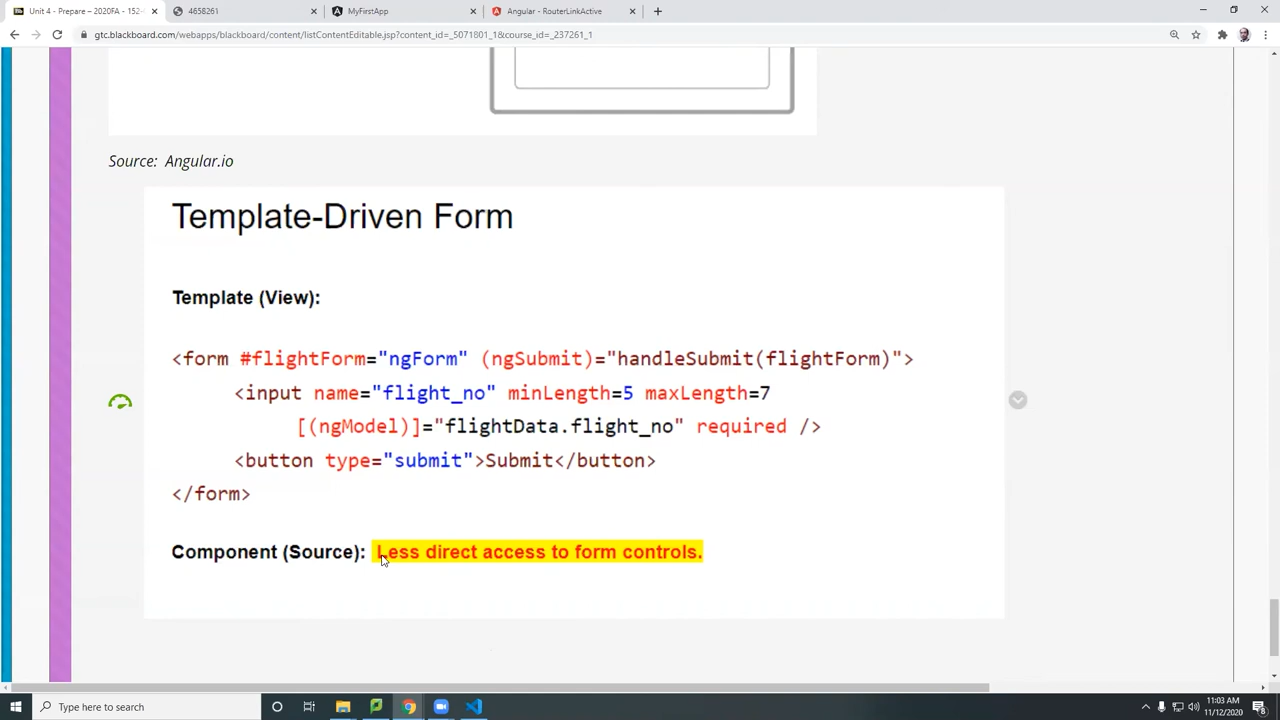 Unit 4 - Prepare – 2020FA - 152-
4658261
MyFirstApp
Angular - RouterLinkActive
gtc.blackboard.com/webapps/blackboard/content/listContentEditable.jsp?content_id=_5071801_1&course_id=_237261_1
Source: Angular.io
Template-Driven Form
Template (View):
<form #flightForm="ngForm" (ngSubmit)="handleSubmit(flightForm)">
<input name="flight_no" minLength=5 maxLength=7
[(ngModel)]="flightData.flight_no" required />
<button type="submit">Submit</button>
</form>
Component (Source): Less direct access to form controls.
Type here to search
11:03 AM
11/12/2020
8